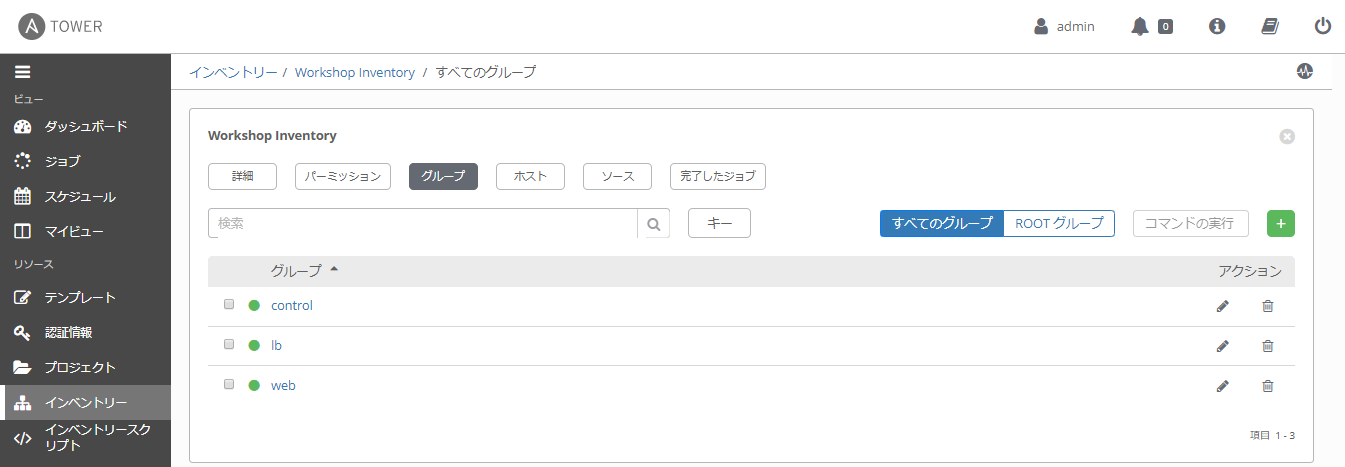 TOWER
admin
0
ビュー
ダッシュボード
ジョブ
スケジュール
マイビュー
リソース
テンプレート
認証情報
プロジェクト
インベントリー
インベントリースク
リプト
インベントリー / Workshop Inventory / すべてのグループ
Workshop Inventory
詳細 パーミッション グループ ホスト ソース 完了したジョブ
検索 キー すべてのグループ ROOT グループ コマンドの実行 +
グループ アクション
control
lb
web
項目 1 - 3